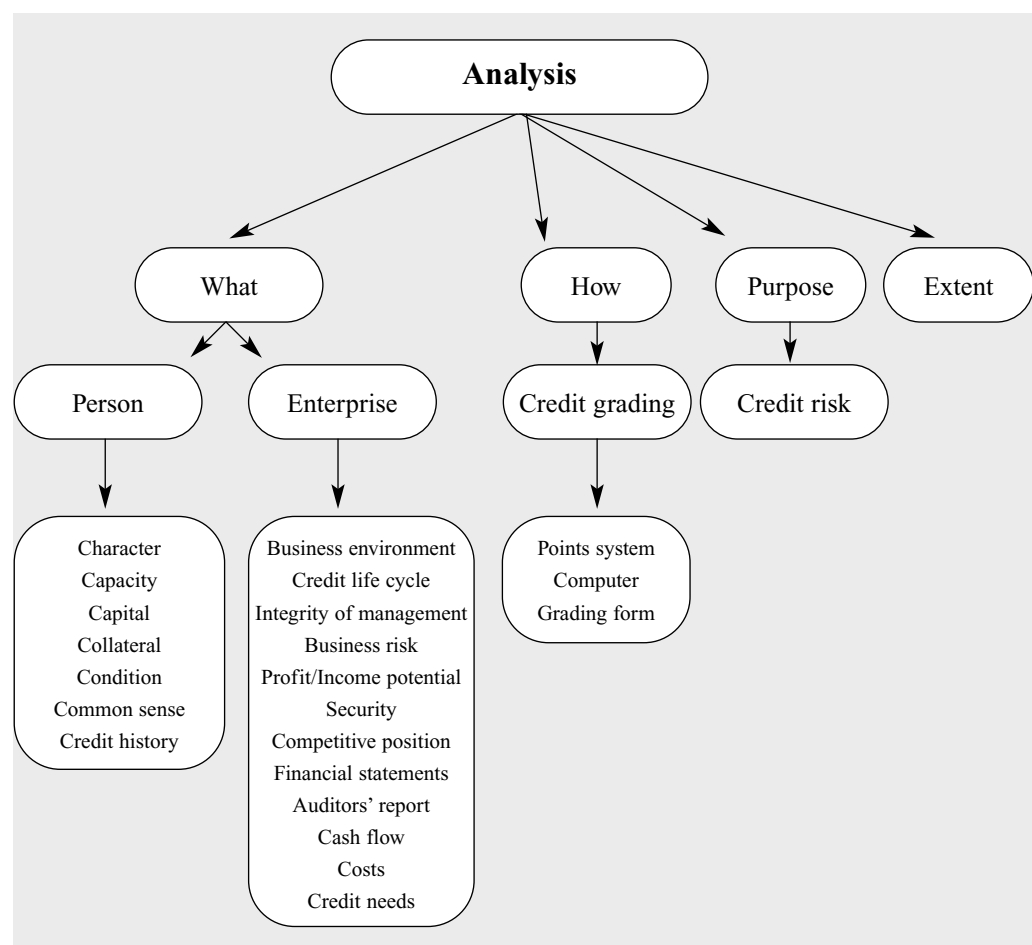 Analysis
What
How
Purpose
Extent
Person
Enterprise
Credit grading
Credit risk
Character
Capacity
Capital
Collateral
Condition
Common sense
Credit history
Business environment
Credit life cycle
Integrity of management
Business risk
Profit/Income potential
Security
Competitive position
Financial statements
Auditors’ report
Cash flow
Costs
Credit needs
Points system
Computer
Grading form